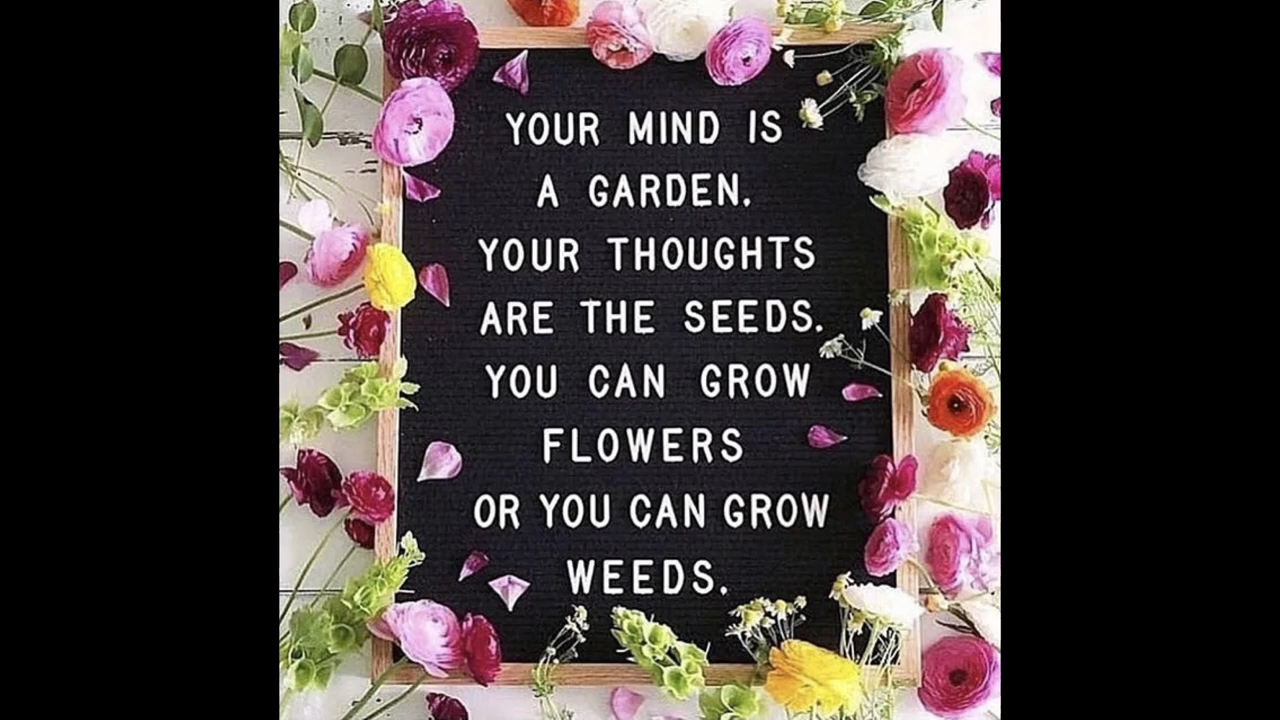 YOUR MIND IS
A GARDEN.
YOUR THOUGHTS
ARE THE SEEDS.
YOU CAN GROW
FLOWERS
OR YOU CAN GROW
WEEDS.